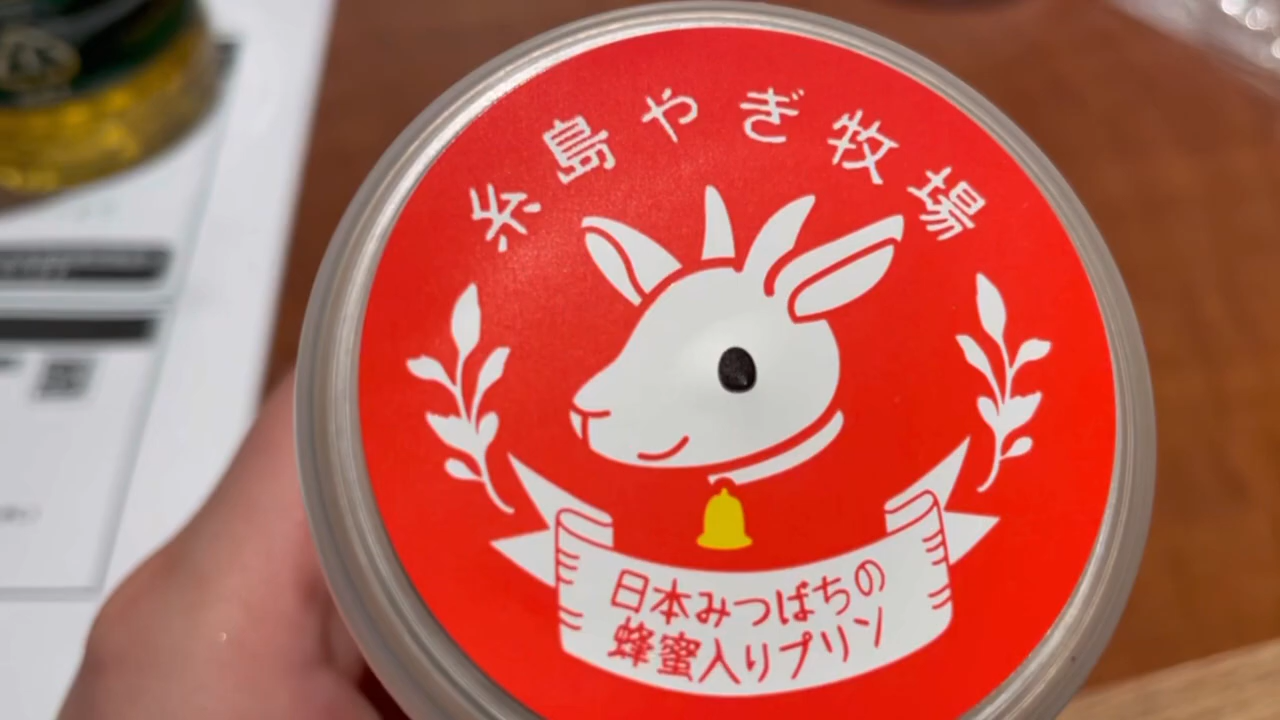 糸島やぎ牧場
日本みつばちの
蜂蜜入りプリン